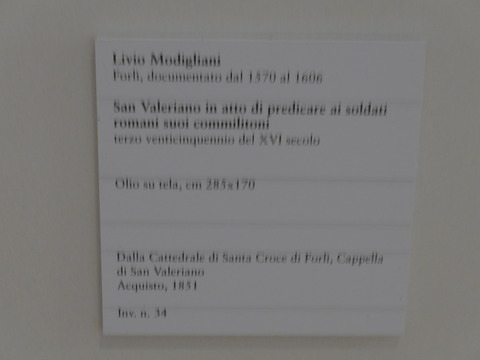 Livio Modigliani
Forlì, documentato dal 1570 al 1606
San Valeriano in atto di predicare ai soldati
romani suoi commilitoni
terzo venticinquennio del XVI secolo
Olio su tela, cm 285x170
Dalla Cattedrale di Santa Croce di Forlì, Cappella
di San Valeriano
Acquisto, 1851
Inv. n. 34